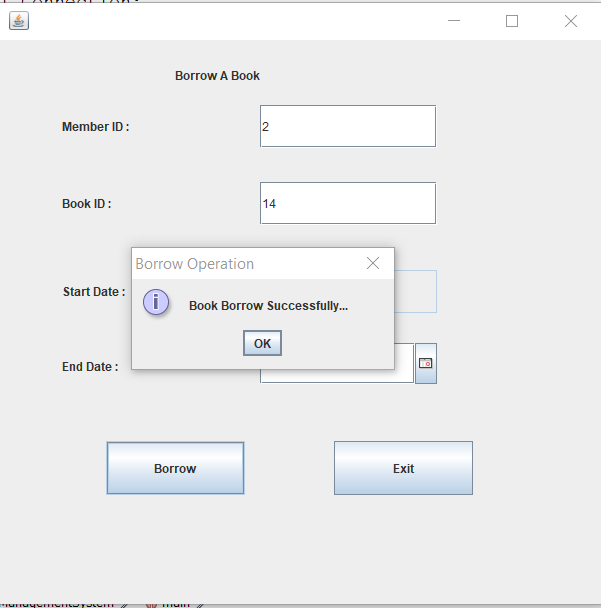 Borrow A Book
Member ID :
2
Book ID :
14
Borrow Operation
Start Date :
Book Borrow Successfully...
OK
End Date :
Borrow
Exit
main